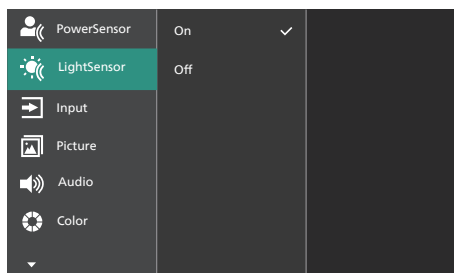 PowerSensor
LightSensor
Input
Picture
Audio
Color
On
Off